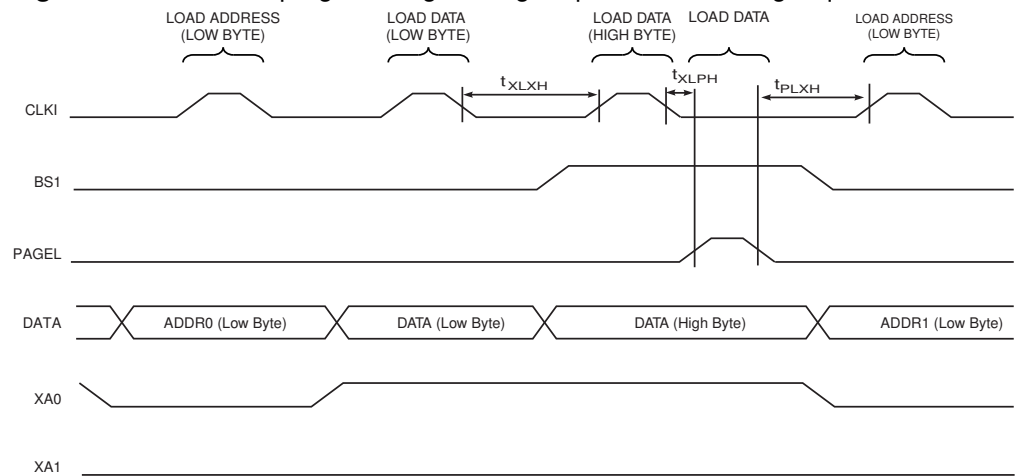 LOAD ADDRESS
(LOW BYTE)
LOAD DATA
(LOW BYTE)
LOAD DATA
(HIGH BYTE)
LOAD DATA
LOAD ADDRESS
(LOW BYTE)
tXLXH
tXLPH
tPLXH
CLKI
BS1
PAGEL
DATA
ADDR0 (Low Byte)
DATA (Low Byte)
DATA (High Byte)
ADDR1 (Low Byte)
XA0
XA1